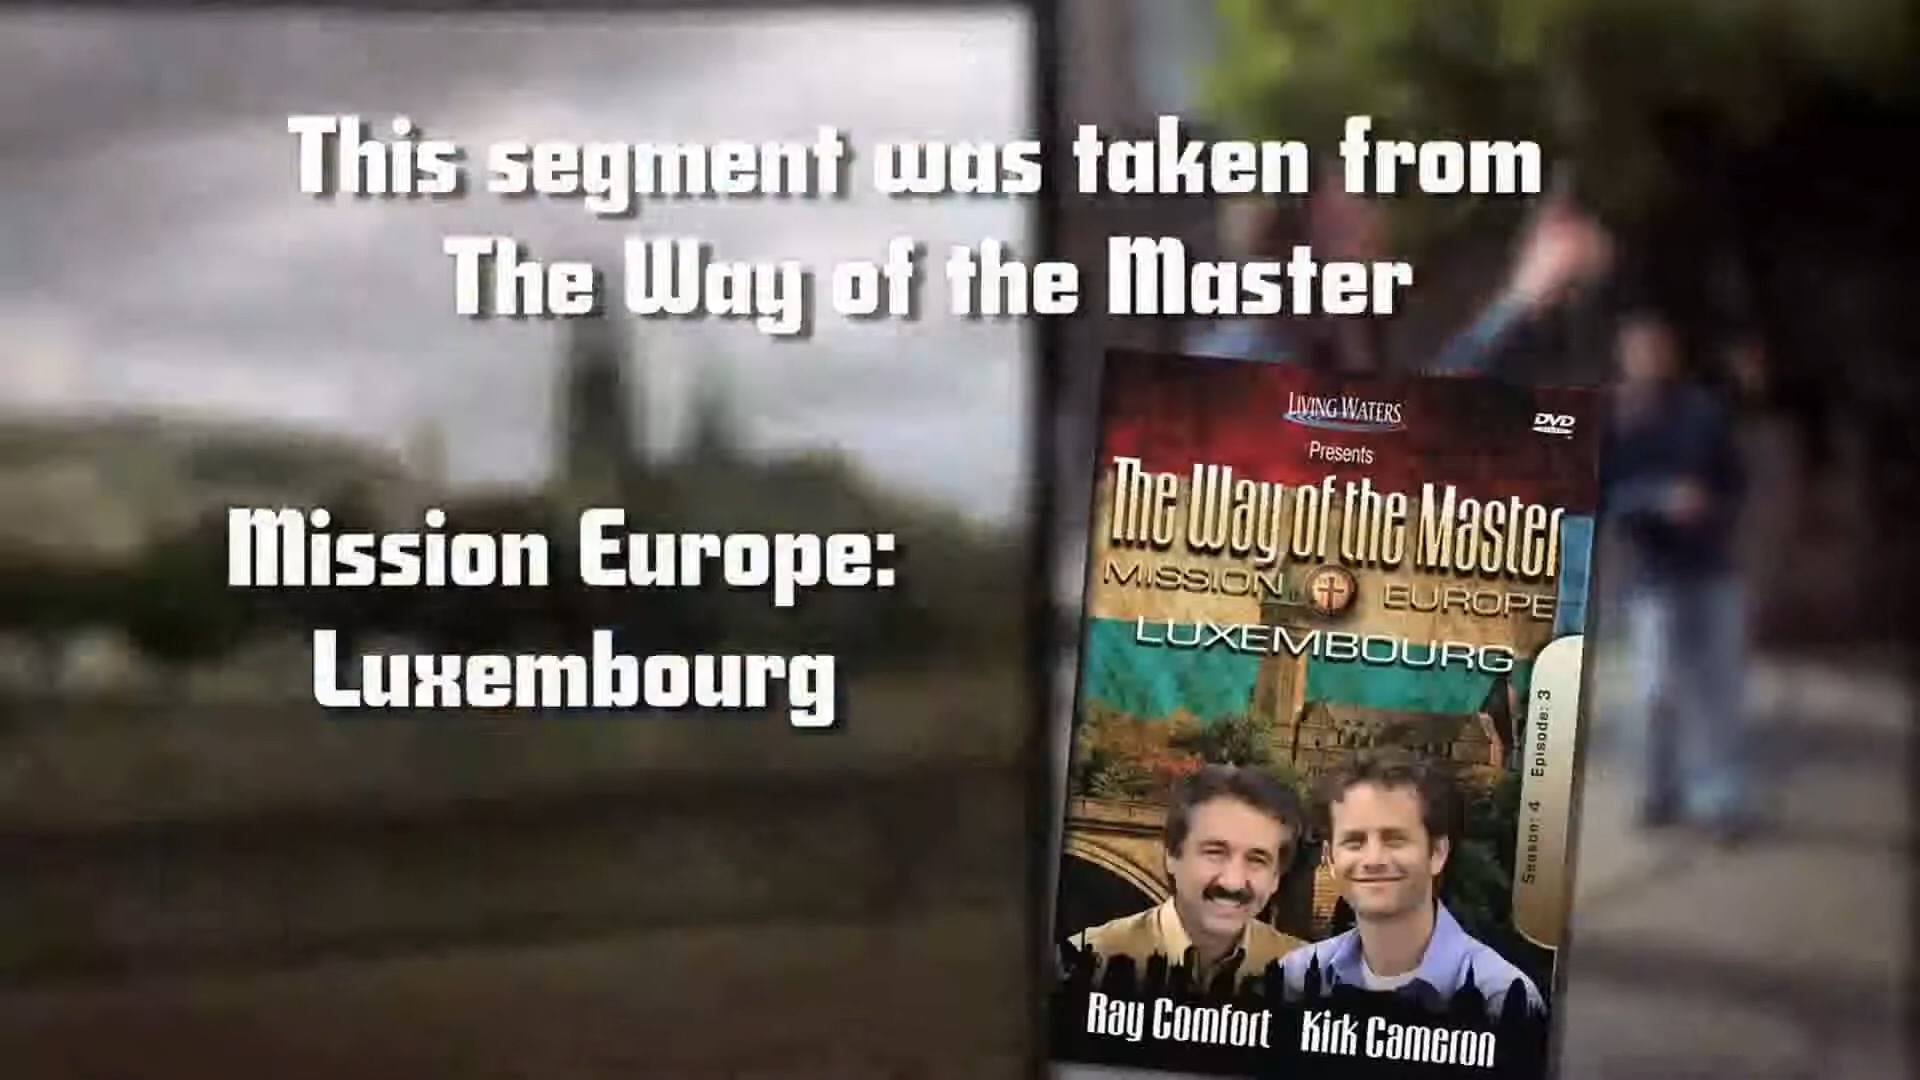 This segment was taken from
The Way of the Master
Mission Europe:
Luxembourg
LIVING WATERS
DVD
Presents
The Way of the Master
MISSION EUROPE
LUXEMBOURG
Season: 4 Episode: 3
Ray Comfort Kirk Cameron